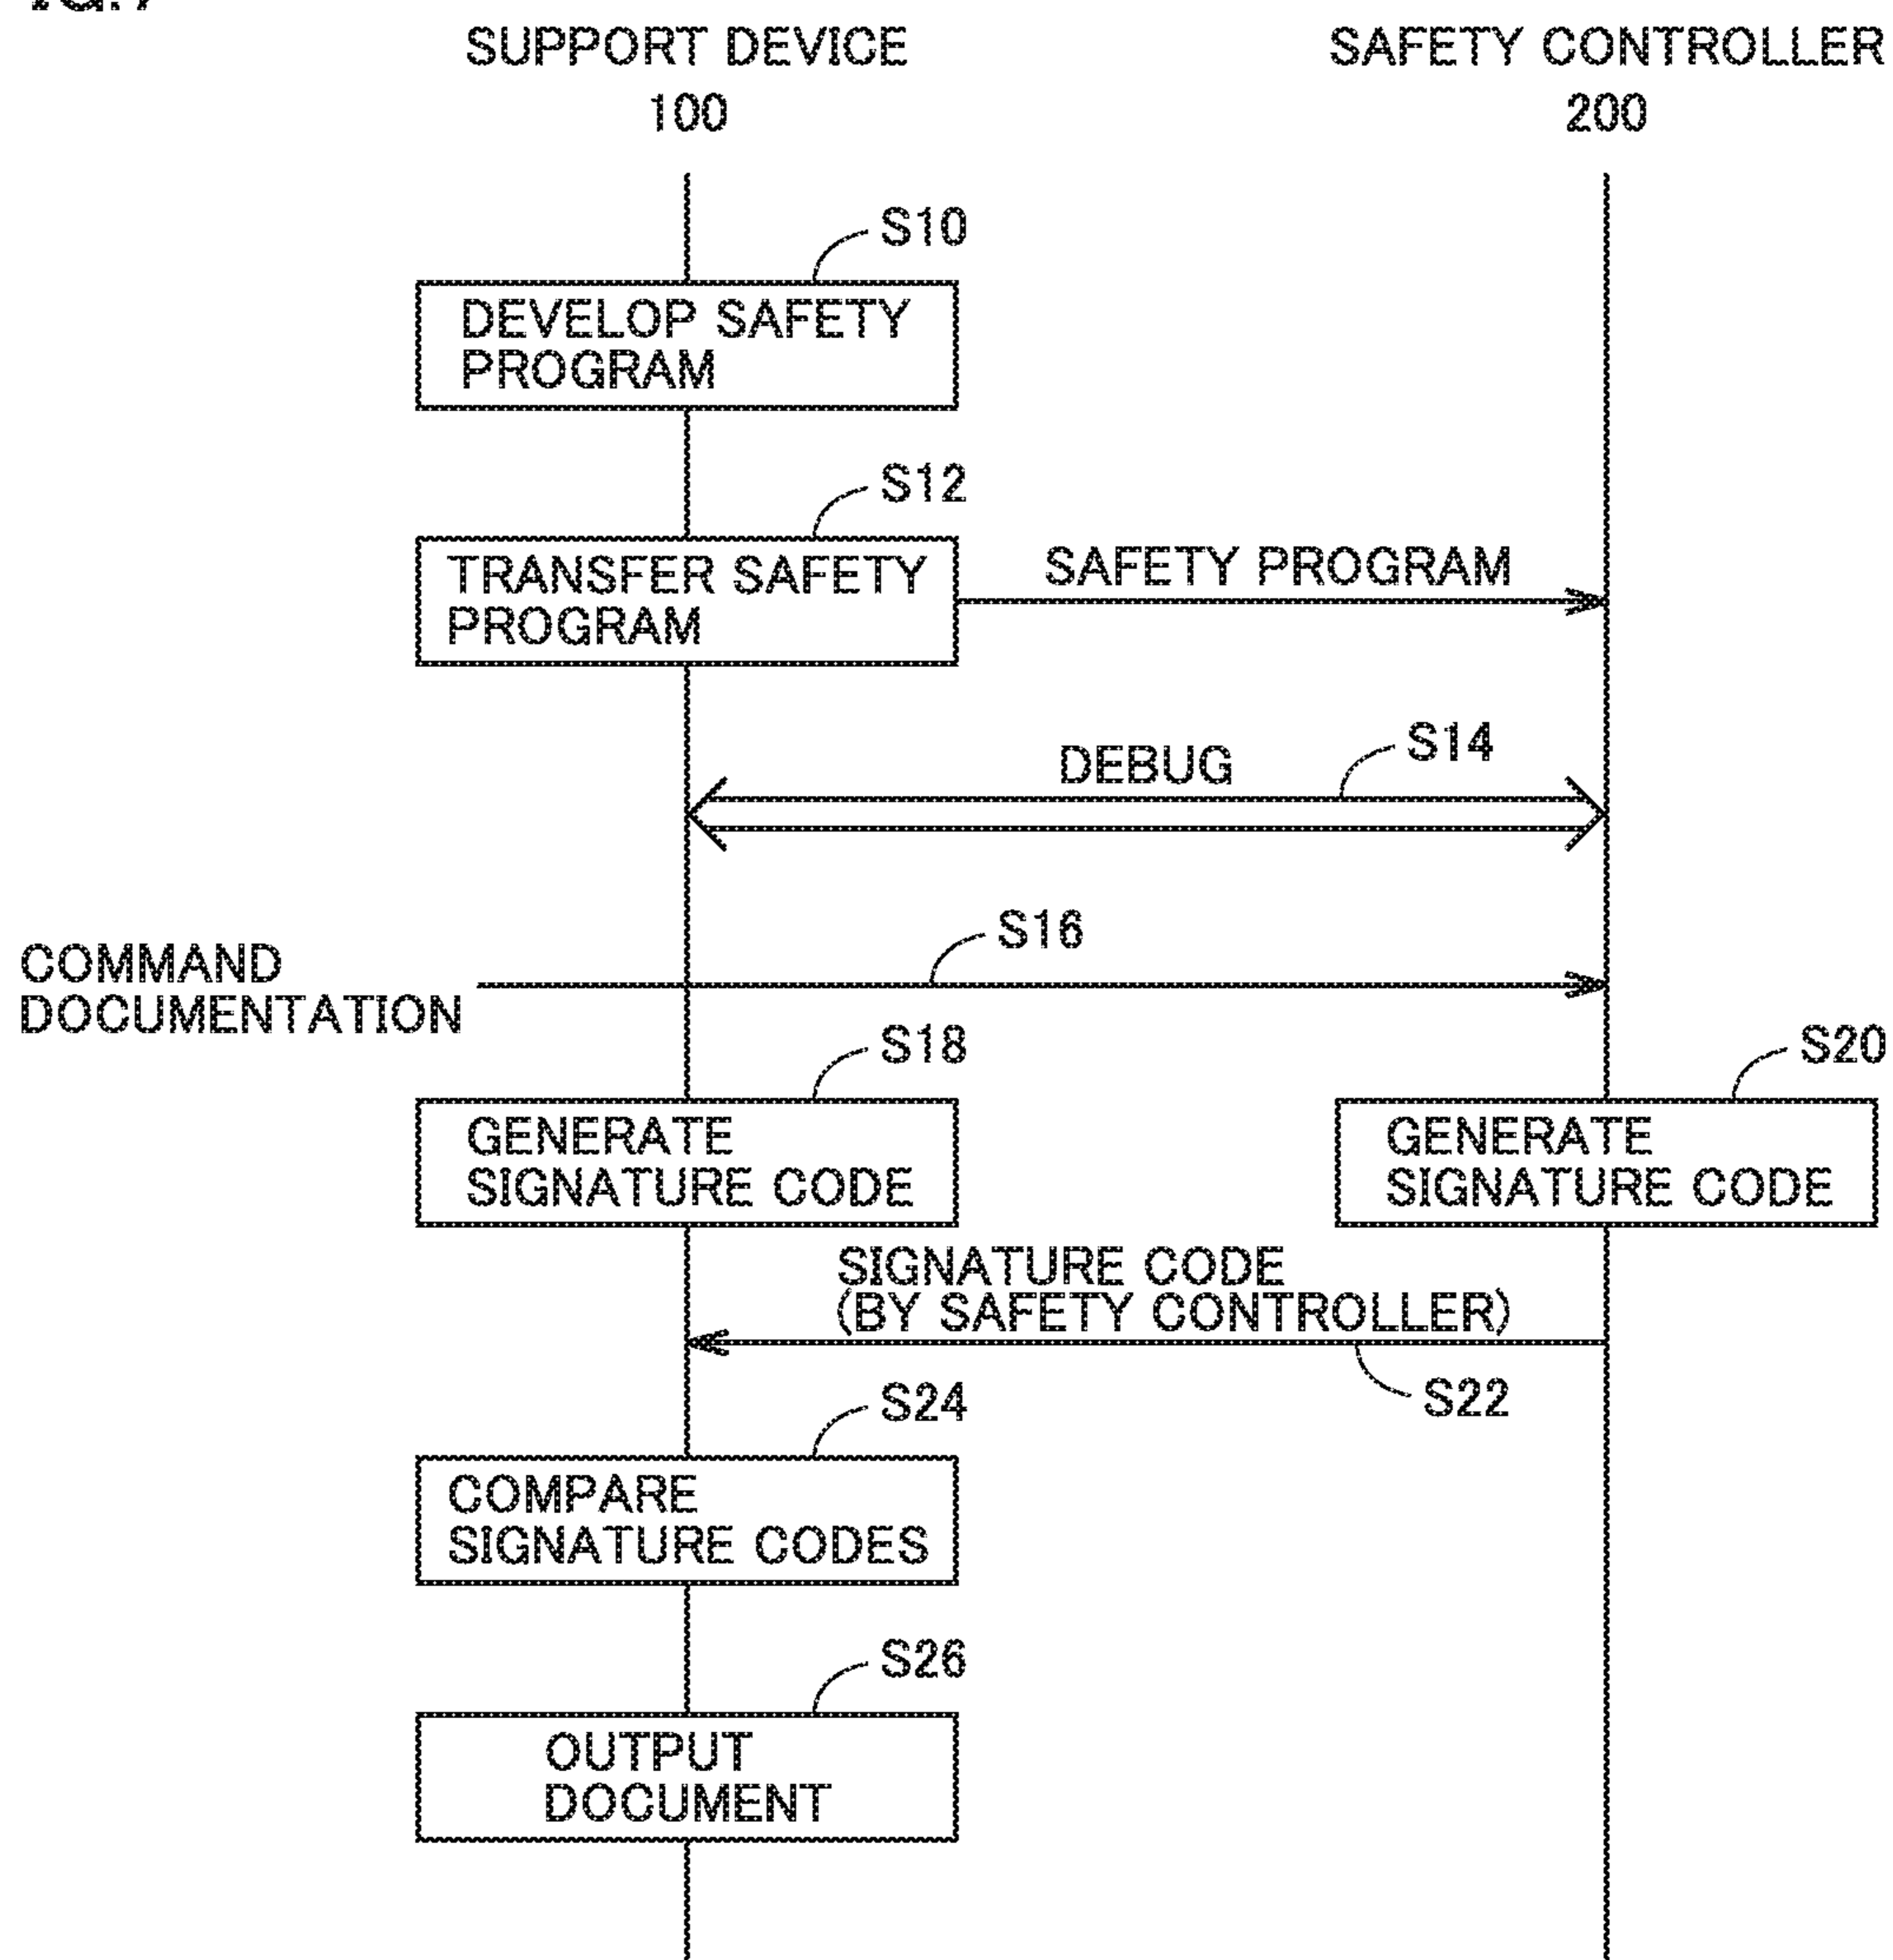 SUPPORT DEVICE
100
SAFETY CONTROLLER
200
S10
DEVELOP SAFETY
PROGRAM
S12
TRANSFER SAFETY
PROGRAM
SAFETY PROGRAM
S14
DEBUG
S16
COMMAND
DOCUMENTATION
S18
GENERATE
SIGNATURE CODE
S20
GENERATE
SIGNATURE CODE
SIGNATURE CODE
(BY SAFETY CONTROLLER)
S22
S24
COMPARE
SIGNATURE CODES
S26
OUTPUT
DOCUMENT